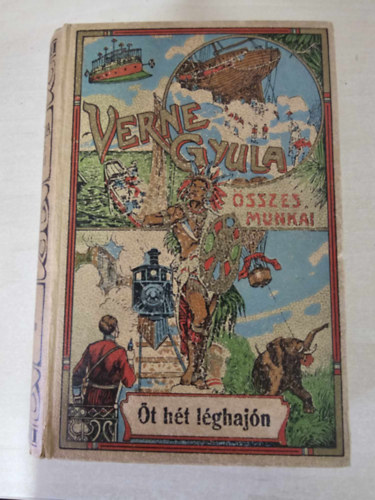 VERNE
GYULA
ÖSSZES
MUNKÁI
Öt hét léghajón